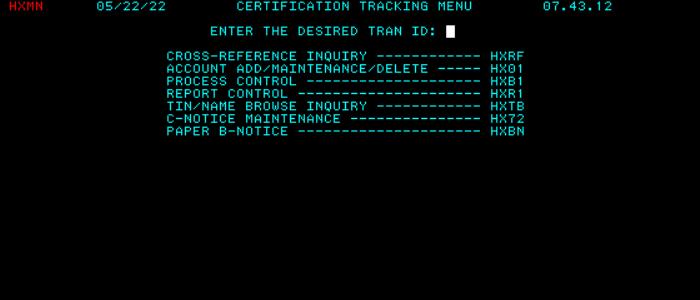 HXMN 05/22/22 CERTIFICATION TRACKING MENU 07.43.12
ENTER THE DESIRED TRAN ID:
CROSS-REFERENCE INQUIRY ------------ HXRF
ACCOUNT ADD/MAINTENANCE/DELETE ----- HX01
PROCESS CONTROL -------------------- HXB1
REPORT CONTROL --------------------- HXR1
TIN/NAME BROWSE INQUIRY ------------ HXTB
C-NOTICE MAINTENANCE --------------- HX72
PAPER B-NOTICE --------------------- HXBN